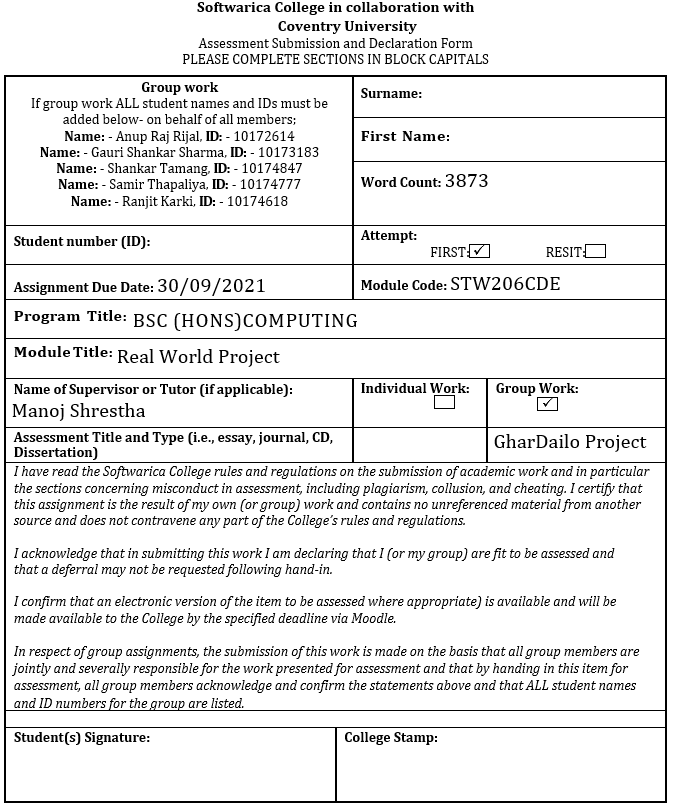 Softwarica College in collaboration with
Coventry University
Assessment Submission and Declaration Form
PLEASE COMPLETE SECTIONS IN BLOCK CAPITALS
Group work
If group work ALL student names and IDs must be
added below- on behalf of all members;
Name: - Anup Raj Rijal, ID: - 10172614
Name: - Gauri Shankar Sharma, ID: - 10173183
Name: - Shankar Tamang, ID: - 10174847
Name: - Samir Thapaliya, ID: - 10174777
Name: - Ranjit Karki, ID: - 10174618
Surname:
First Name:
Word Count: 3873
Student number (ID):
Attempt:
FIRST:✓ RESIT:
Assignment Due Date: 30/09/2021
Module Code: STW206CDE
Program Title: BSC (HONS)COMPUTING
Module Title: Real World Project
Name of Supervisor or Tutor (if applicable):
Manoj Shrestha
Individual Work:
Group Work:
✓
Assessment Title and Type (i.e., essay, journal, CD,
Dissertation)
GharDailo Project
I have read the Softwarica College rules and regulations on the submission of academic work and in particular
the sections concerning misconduct in assessment, including plagiarism, collusion, and cheating. I certify that
this assignment is the result of my own (or group) work and contains no unreferenced material from another
source and does not contravene any part of the College's rules and regulations.
I acknowledge that in submitting this work I am declaring that I (or my group) are fit to be assessed and
that a deferral may not be requested following hand-in.
I confirm that an electronic version of the item to be assessed where appropriate) is available and will be
made available to the College by the specified deadline via Moodle.
In respect of group assignments, the submission of this work is made on the basis that all group members are
jointly and severally responsible for the work presented for assessment and that by handing in this item for
assessment, all group members acknowledge and confirm the statements above and that ALL student names
and ID numbers for the group are listed.
Student(s) Signature:
College Stamp: